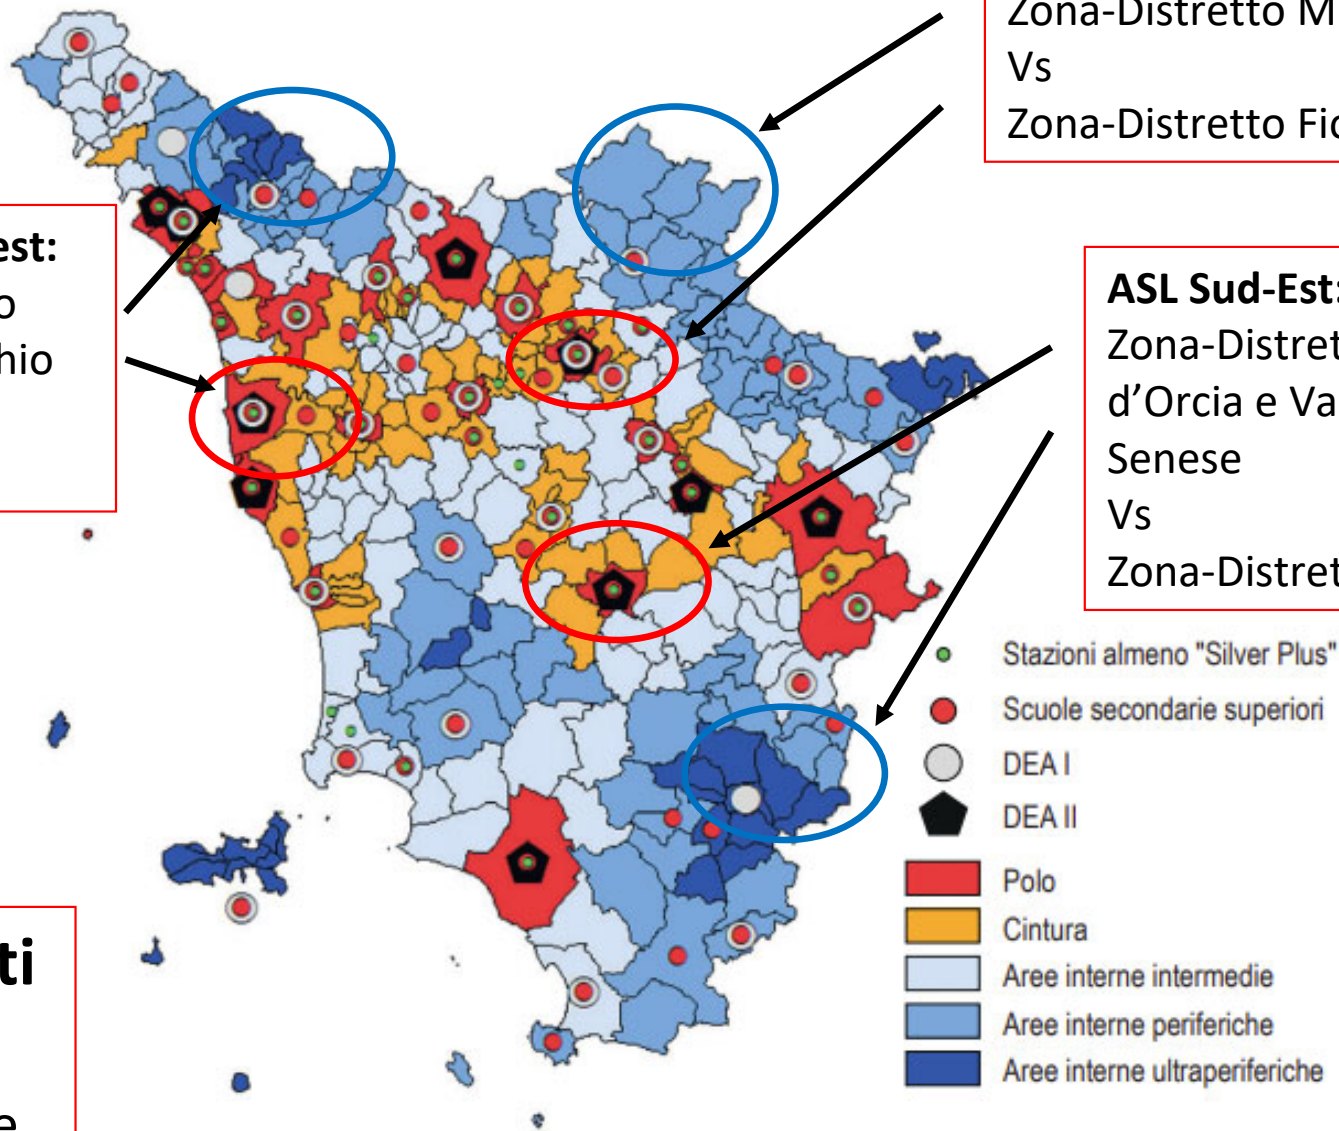 Zona-Distretto M
Vs
Zona-Distretto Fio
est:
o
chio
ASL Sud-Est:
Zona-Distret
d’Orcia e Va
Senese
Vs
Zona-Distret
Stazioni almeno "Silver Plus"
Scuole secondarie superiori
DEA I
DEA II
Polo
Cintura
Aree interne intermedie
Aree interne periferiche
Aree interne ultraperiferiche
ti
e